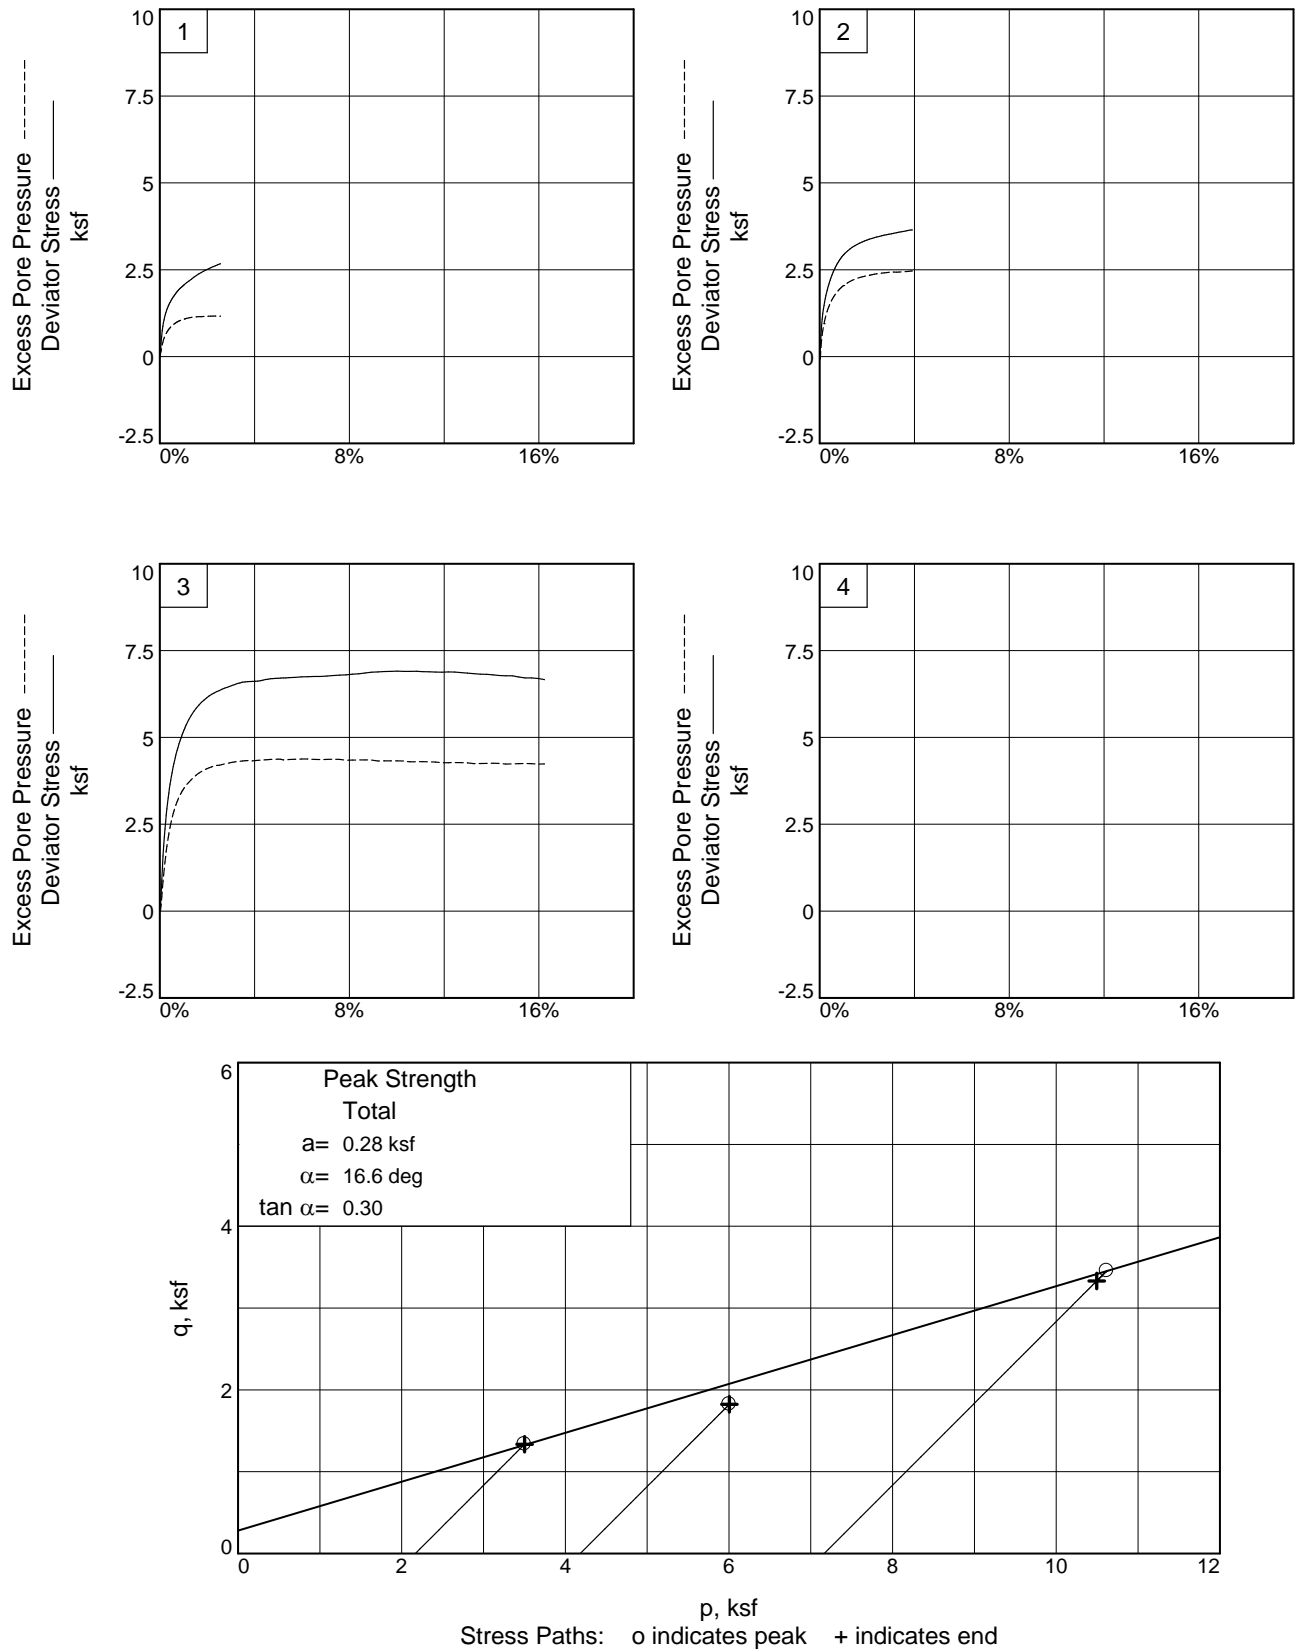 1
10
7.5
5
2.5
0
-2.5
0% 8% 16%
Excess Pore Pressure
Deviator Stress
ksf
2
10
7.5
5
2.5
0
-2.5
0% 8% 16%
Excess Pore Pressure
Deviator Stress
ksf
3
10
7.5
5
2.5
0
-2.5
0% 8% 16%
Excess Pore Pressure
Deviator Stress
ksf
4
10
7.5
5
2.5
0
-2.5
0% 8% 16%
Excess Pore Pressure
Deviator Stress
ksf
Peak Strength
Total
a= 0.28 ksf
α= 16.6 deg
tan α= 0.30
6
4
2
0
q, ksf
0 2 4 6 8 10 12
p, ksf
Stress Paths: o indicates peak + indicates end